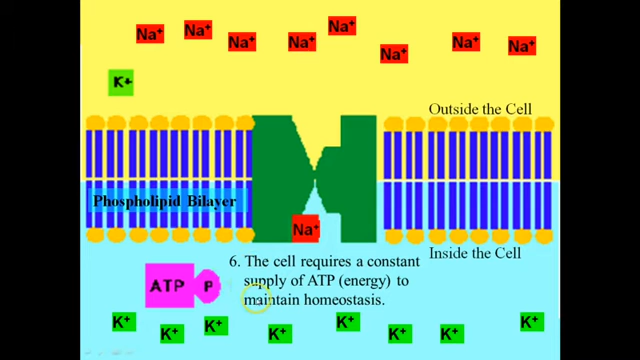 Na⁺ Na⁺ Na⁺ Na⁺ Na⁺ Na⁺ Na⁺ Na⁺
K+
Outside the Cell
Phospholipid Bilayer
Na⁺
Inside the Cell
6. The cell requires a constant
supply of ATP (energy) to
maintain homeostasis.
ATP P
K⁺ K⁺ K⁺ K⁺ K⁺ K⁺ K⁺ K⁺